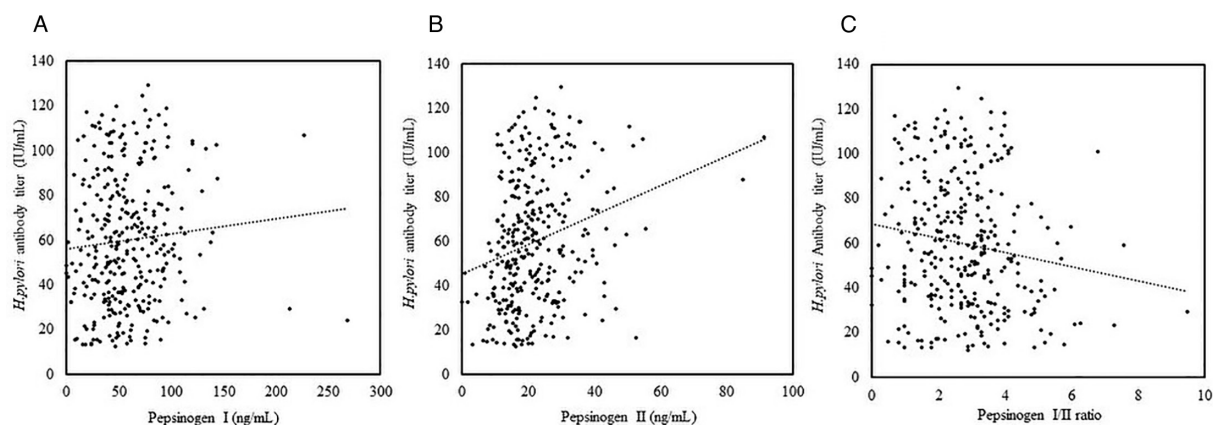 A
B
C
H.pylori antibody titer (IU/mL)
140
120
100
80
60
40
20
0
0 50 100 150 200 250 300
Pepsinogen I (ng/mL)
H.pylori antibody titer (IU/mL)
140
120
100
80
60
40
20
0
0 20 40 60 80 100
Pepsinogen II (ng/mL)
H.pylori Antibody titer (IU/mL)
140
120
100
80
60
40
20
0
0 2 4 6 8 10
Pepsinogen I/II ratio